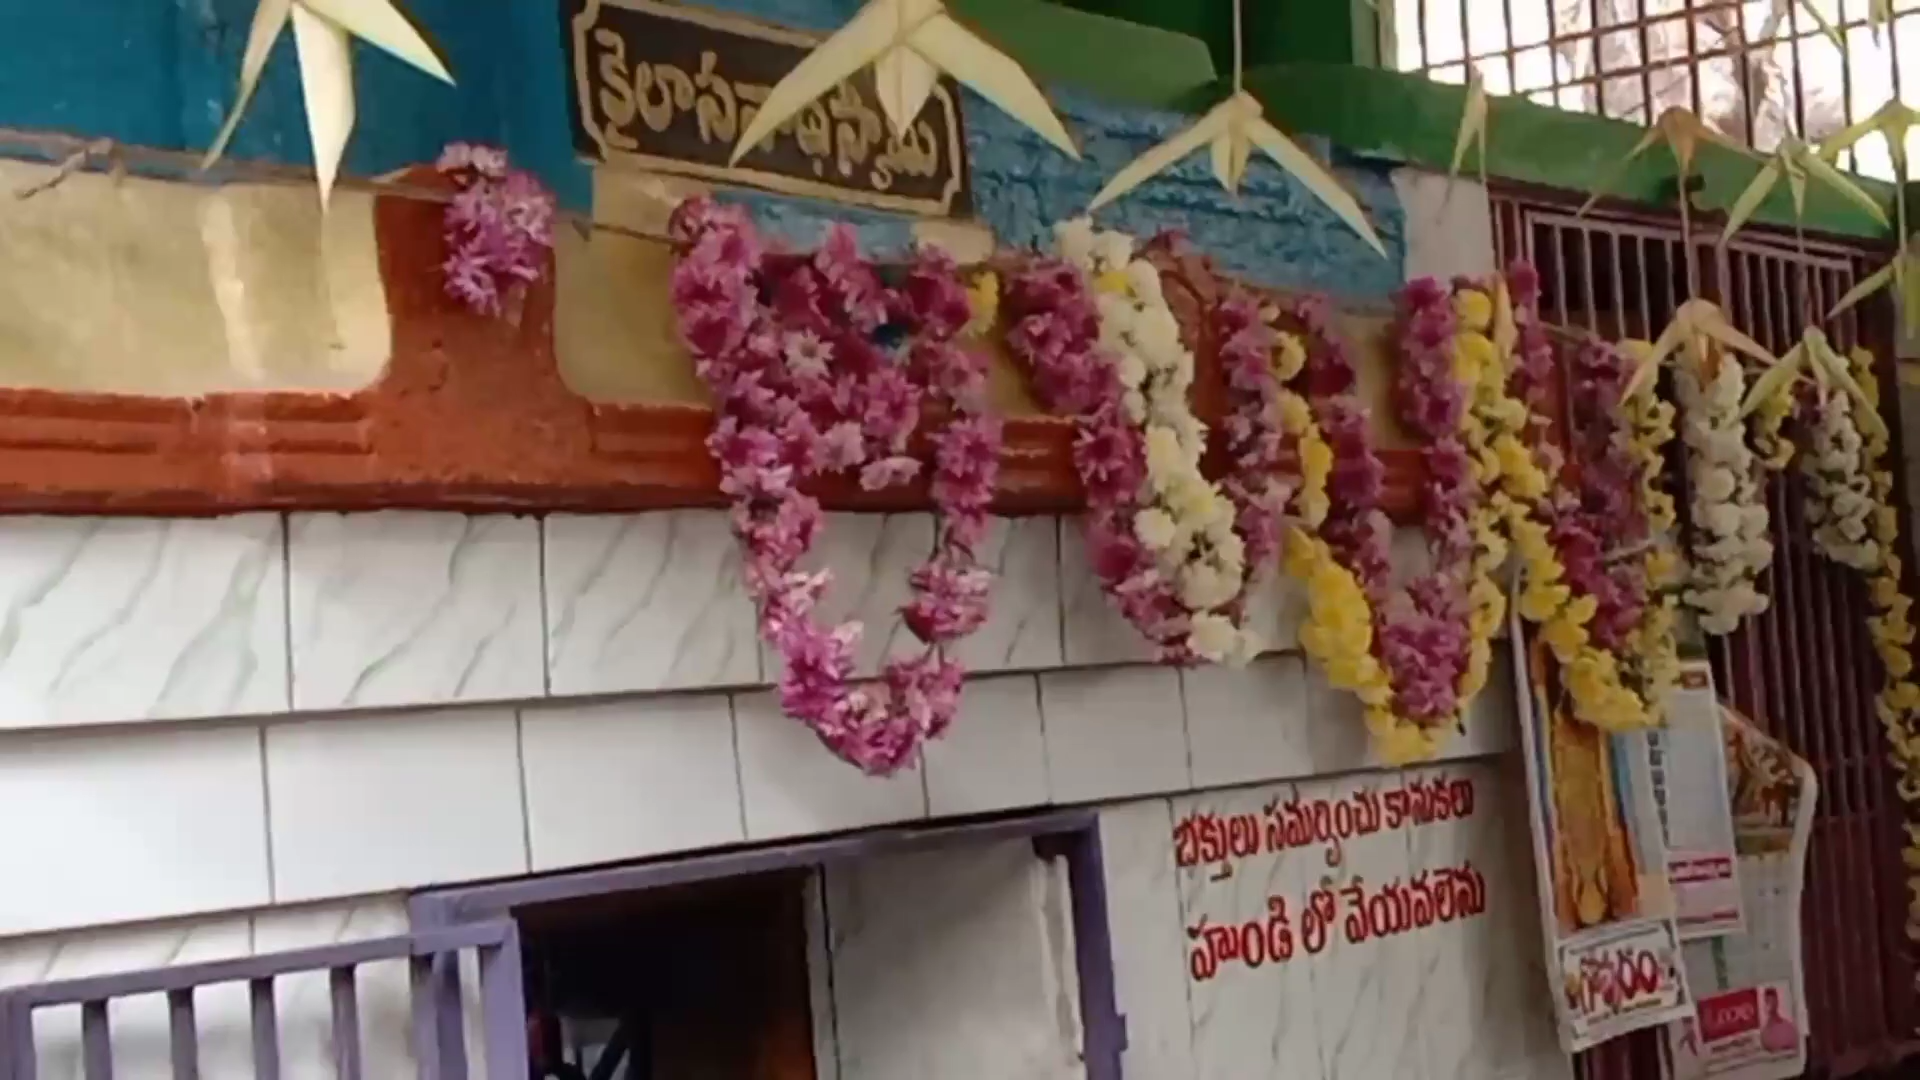 కైలాసనాథస్వామి
భక్తులు సమర్పించు కానుకలు
హుండి లో వేయవలెను
గోపురం